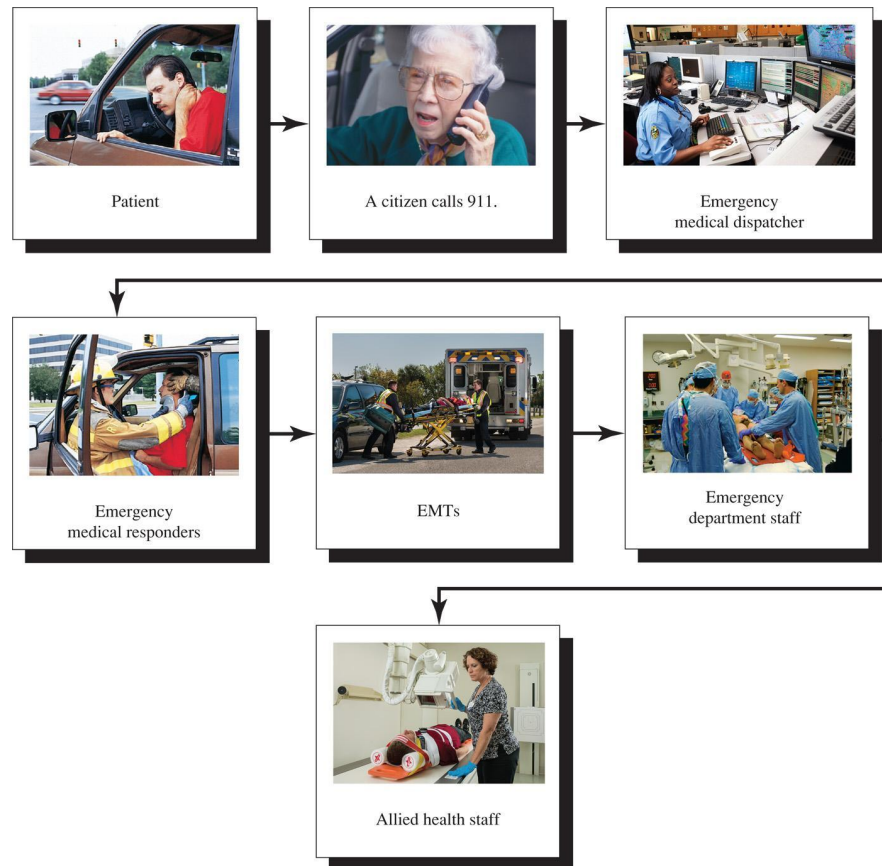 Patient
A citizen calls 911.
Emergency
medical dispatcher
Emergency
medical responders
EMTs
Emergency
department staff
Allied health staff